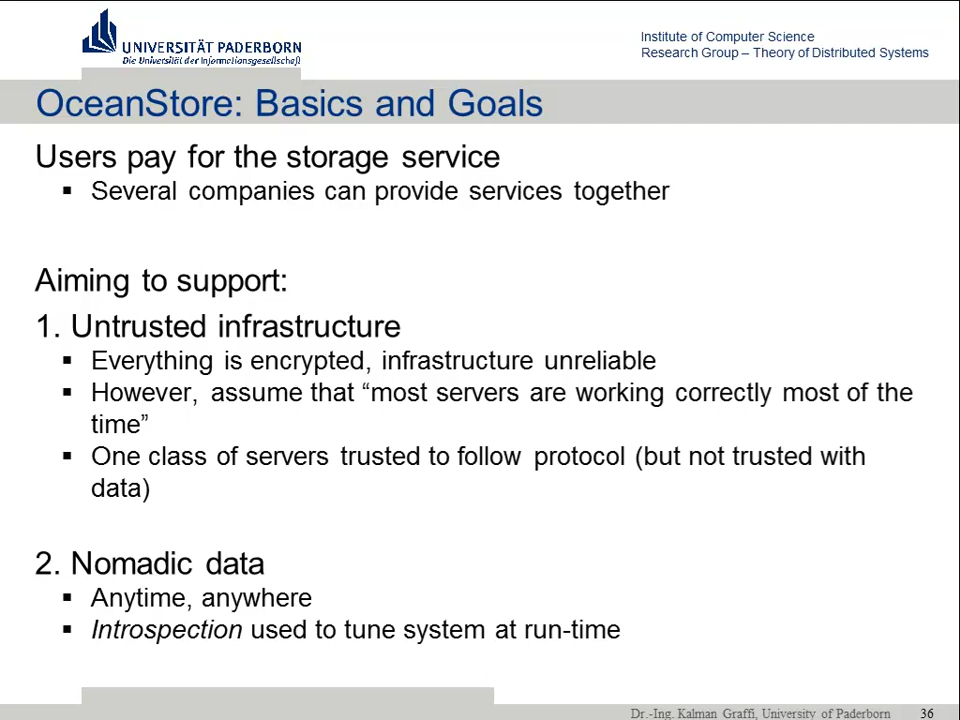 UNIVERSITÄT PADERBORN
Die Universität der Informationsgesellschaft
Institute of Computer Science
Research Group – Theory of Distributed Systems
OceanStore: Basics and Goals
Users pay for the storage service
▪ Several companies can provide services together
Aiming to support:
1. Untrusted infrastructure
▪ Everything is encrypted, infrastructure unreliable
▪ However, assume that “most servers are working correctly most of the
time”
▪ One class of servers trusted to follow protocol (but not trusted with
data)
2. Nomadic data
▪ Anytime, anywhere
▪ Introspection used to tune system at run-time
Dr.-Ing. Kalman Graffi, University of Paderborn 36